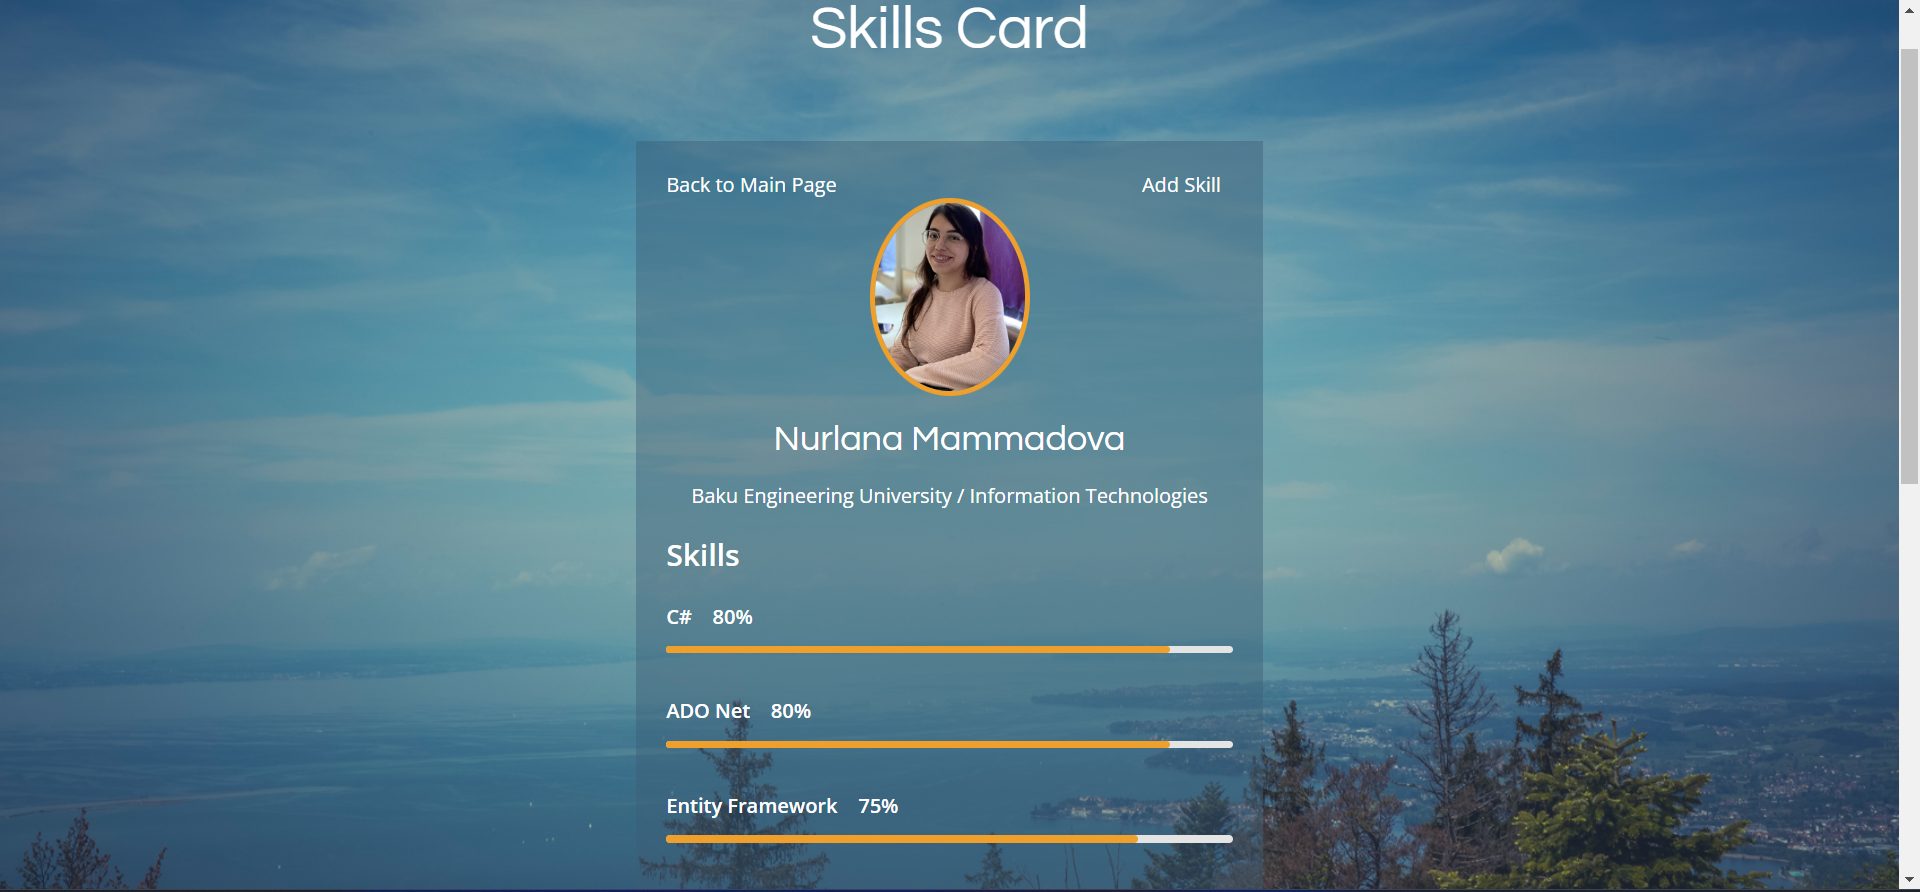 Skills Card
Back to Main Page
Add Skill
Nurlana Mammadova
Baku Engineering University / Information Technologies
Skills
C# 80%
ADO Net 80%
Entity Framework 75%